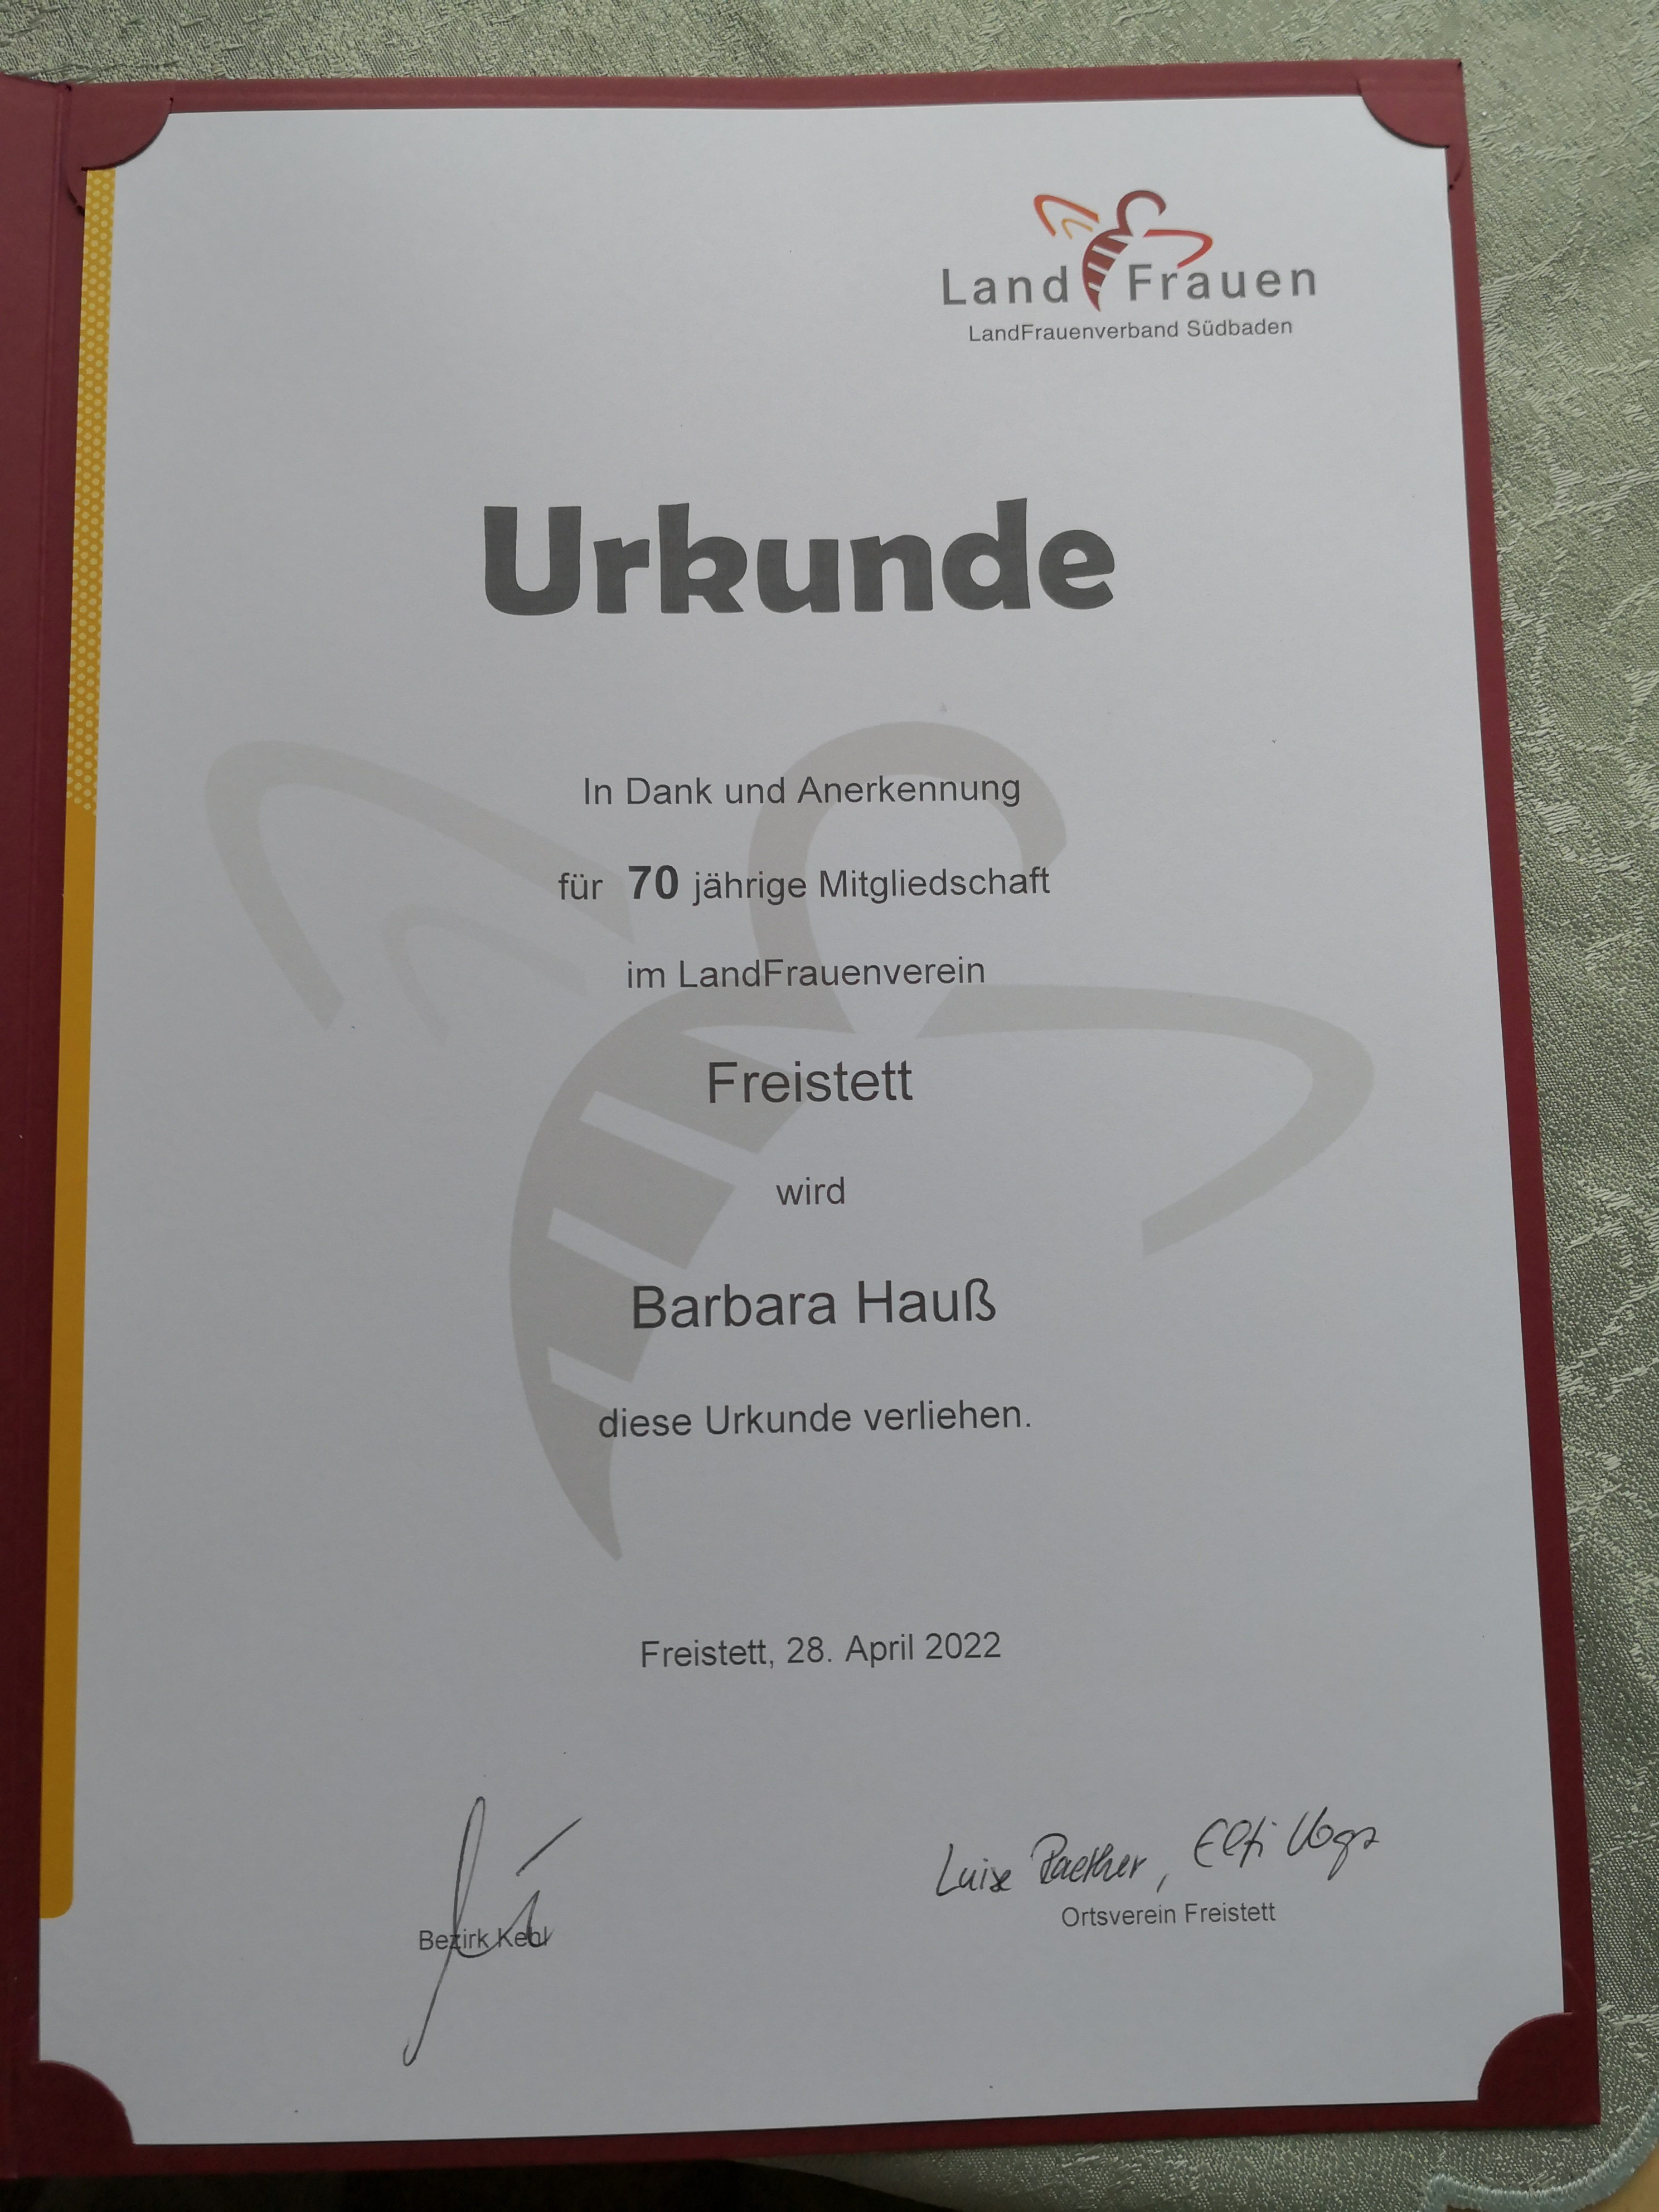 Land Frauen
LandFrauenverband Südbaden
Urkunde
In Dank und Anerkennung
für 70 jährige Mitgliedschaft
im LandFrauenverein
Freistett
wird
Barbara Hauß
diese Urkunde verliehen.
Freistett, 28. April 2022
Luise
Bezirk Kehl
Ortsverein Freistett